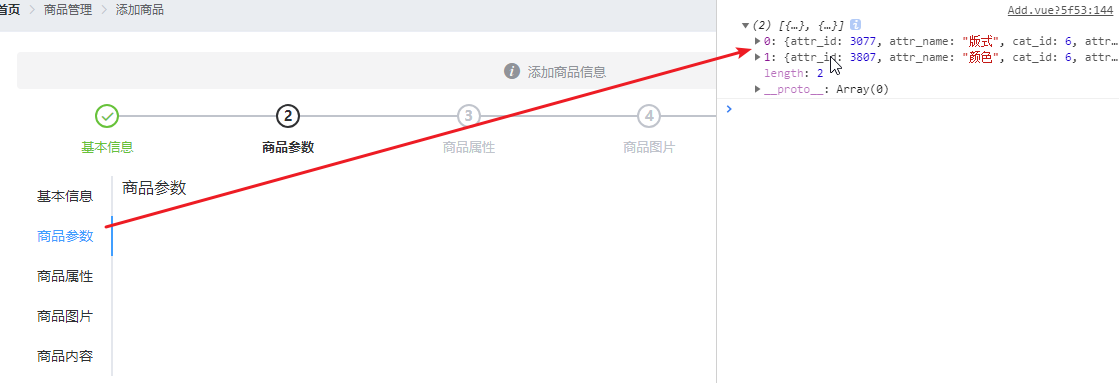 首页 > 商品管理 > 添加商品
添加商品信息
2
3
4
基本信息
商品参数
商品属性
商品图片
基本信息
商品参数
商品属性
商品图片
商品内容
商品参数
Add.vue?5f53:144
(2) [{…}, {…}]
0: {attr_id: 3077, attr_name: "版式", cat_id: 6, attr…
1: {attr_id: 3807, attr_name: "颜色", cat_id: 6, attr…
length: 2
__proto__: Array(0)